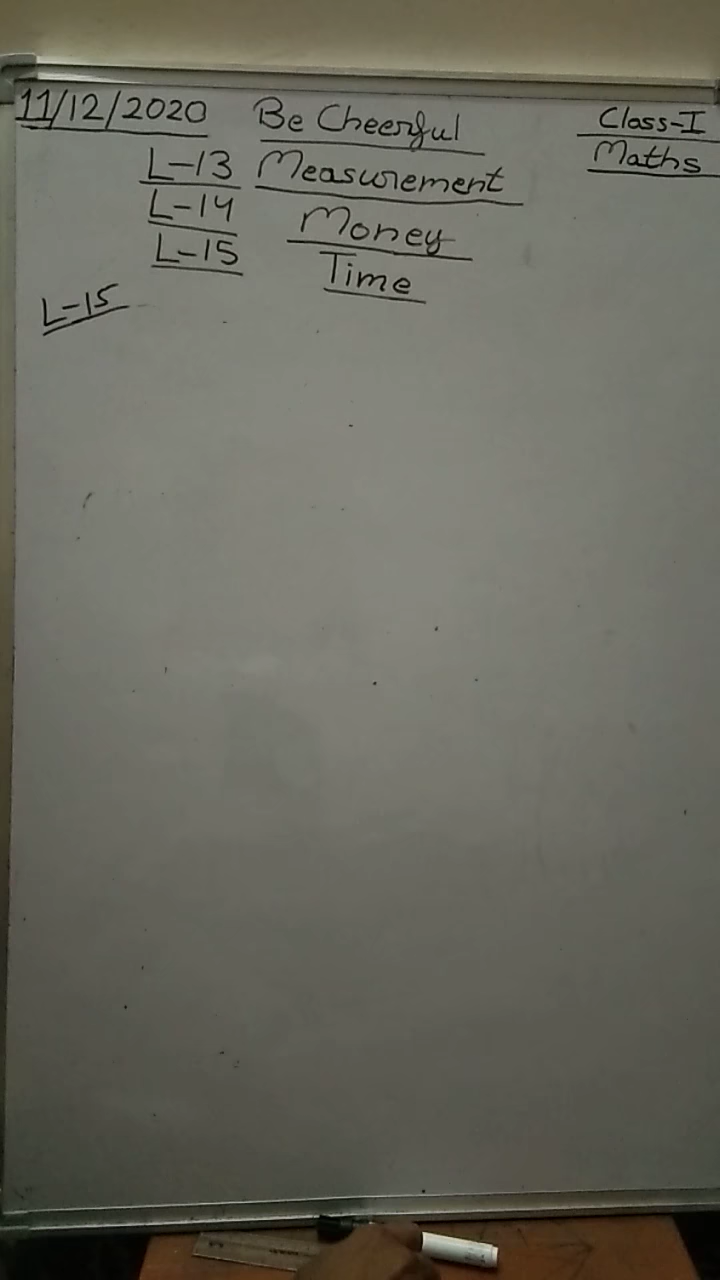 11/12/2020 Be Cheerful Class-I
L-13 Measurement Maths
L-14 Money
L-15 Time
L-15